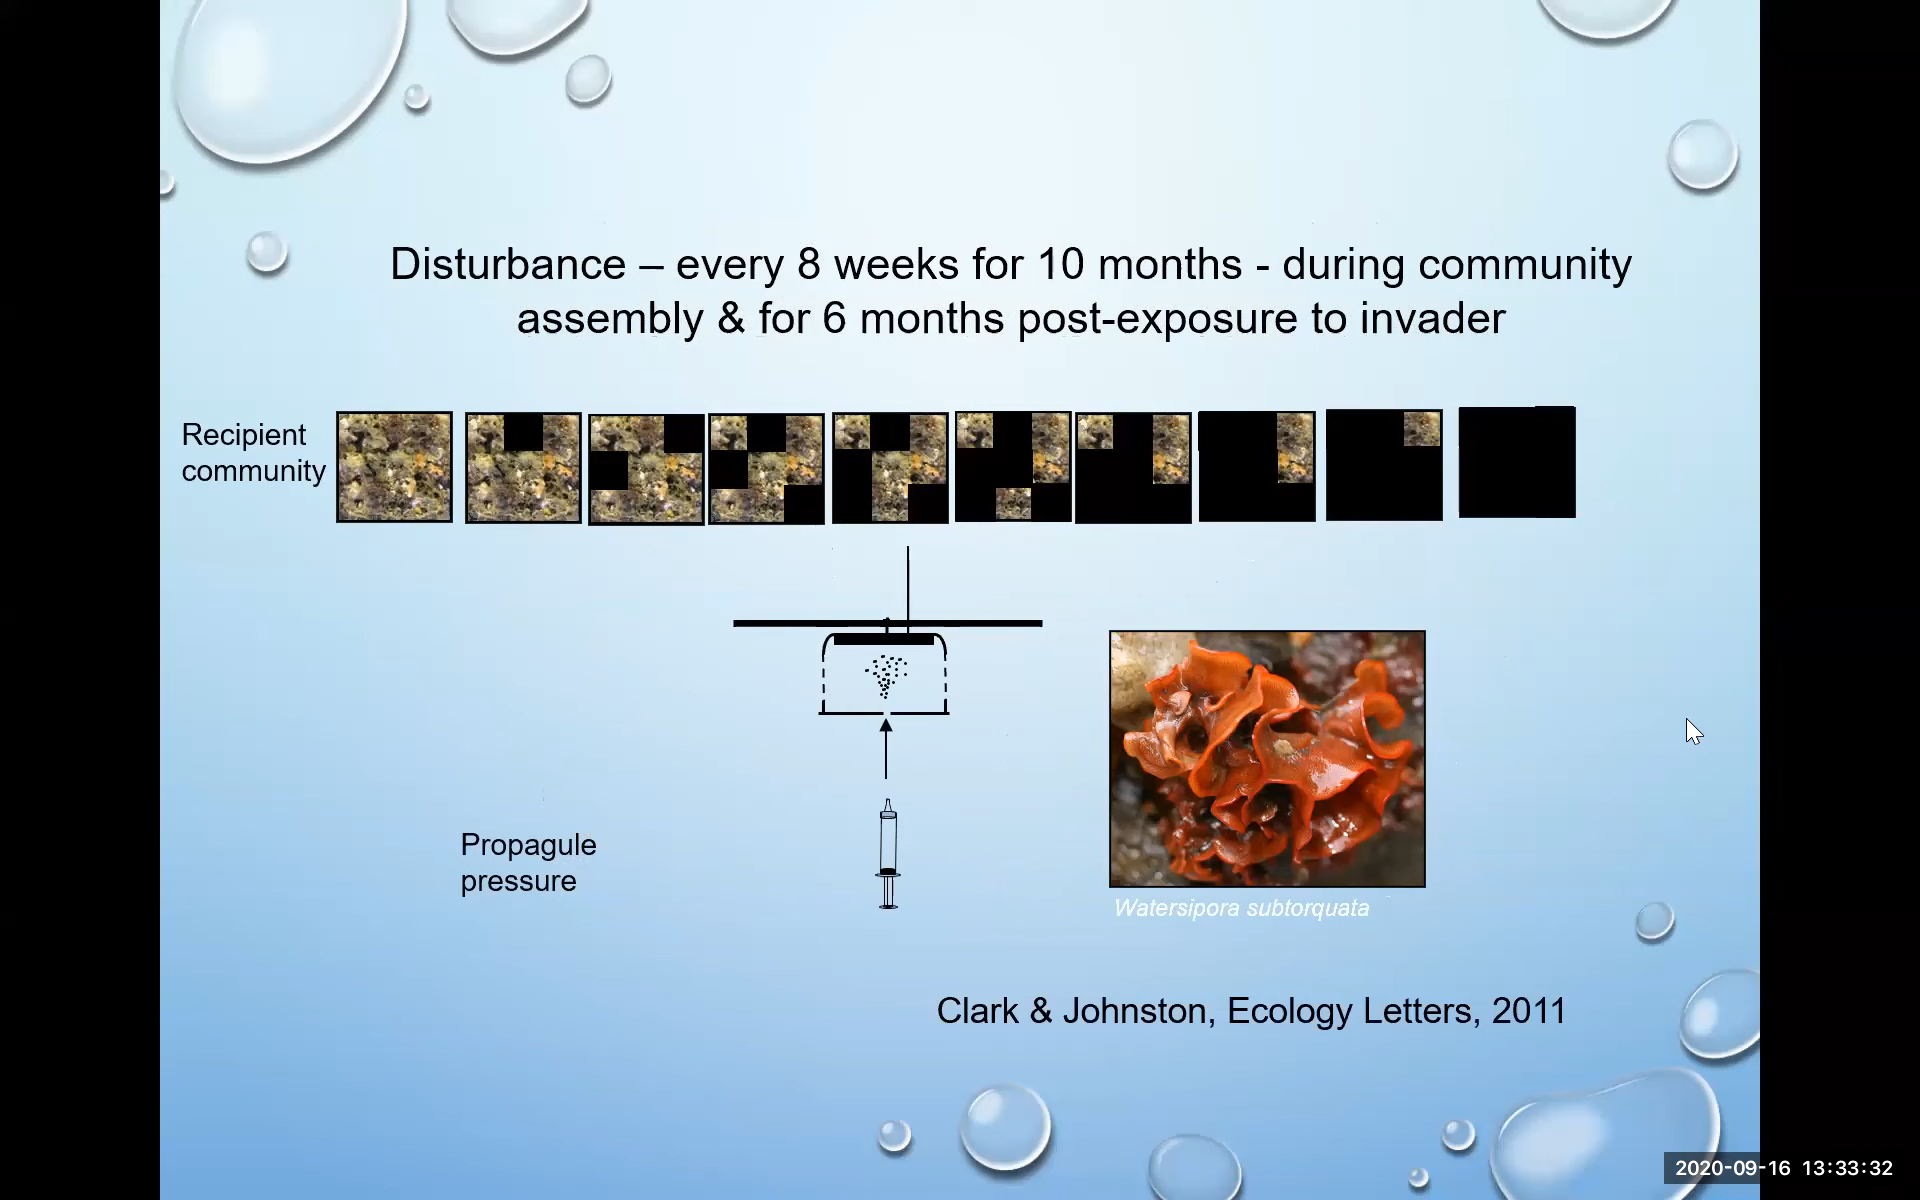 Disturbance – every 8 weeks for 10 months - during community
assembly & for 6 months post-exposure to invader
Recipient
community
Propagule
pressure
Watersipora subtorquata
Clark & Johnston, Ecology Letters, 2011
2020-09-16 13:33:32